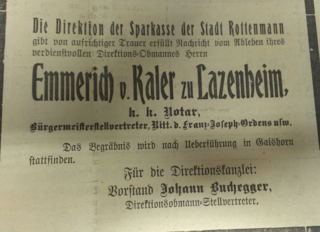 Die Direktion der Sparkasse der Stadt Rottenmann
gibt von aufrichtiger Trauer erfüllt Nachricht vom Ableben ihres
verdienstvollen Direktions-Obmannes Herrn
Emmerich v. Kaler zu Lazenheim,
k. k. Notar,
Bürgermeisterstellvertreter, Ritt. d. Franz-Joseph-Ordens usw.
Das Begräbnis wird nach Ueberführung in Gaishorn
stattfinden.
Für die Direktionskanzlei:
Vorstand Johann Buchegger,
Direktionsobmann-Stellvertreter,